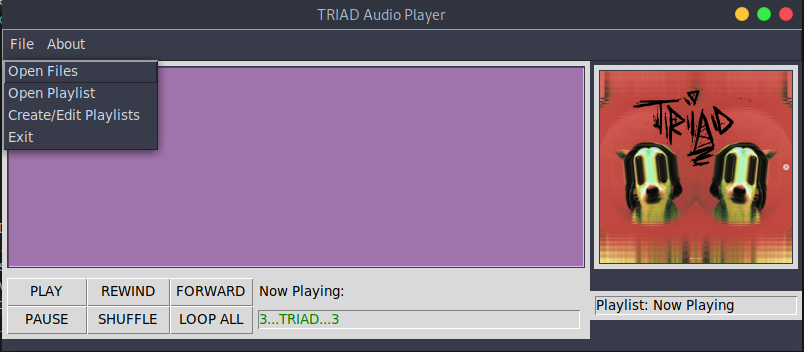 TRIAD Audio Player
File About
Open Files
Open Playlist
Create/Edit Playlists
Exit
TRIAD
PLAY REWIND FORWARD Now Playing:
PAUSE SHUFFLE LOOP ALL 3...TRIAD...3
Playlist: Now Playing